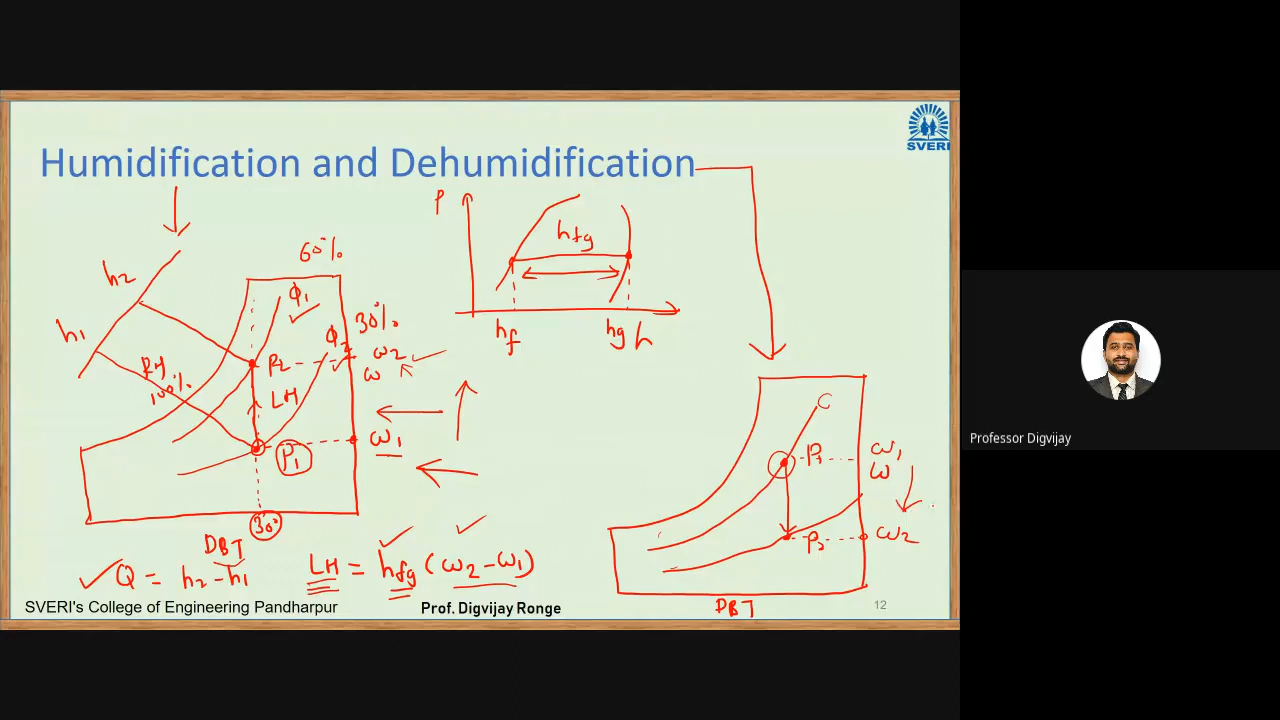 SVERI
Humidification and Dehumidification
P
hfg
hf
hg h
60%
h2
h1
Φ1
30%
Φ2
RH
100%
P2
ω2
ω
LH
P1
ω1
30°
DBT
Q = h2 - h1
LH = hfg (ω2 - ω1)
P1
ω1
ω
P2
ω2
DBT
SVERI's College of Engineering Pandharpur
Prof. Digvijay Ronge
12
Professor Digvijay